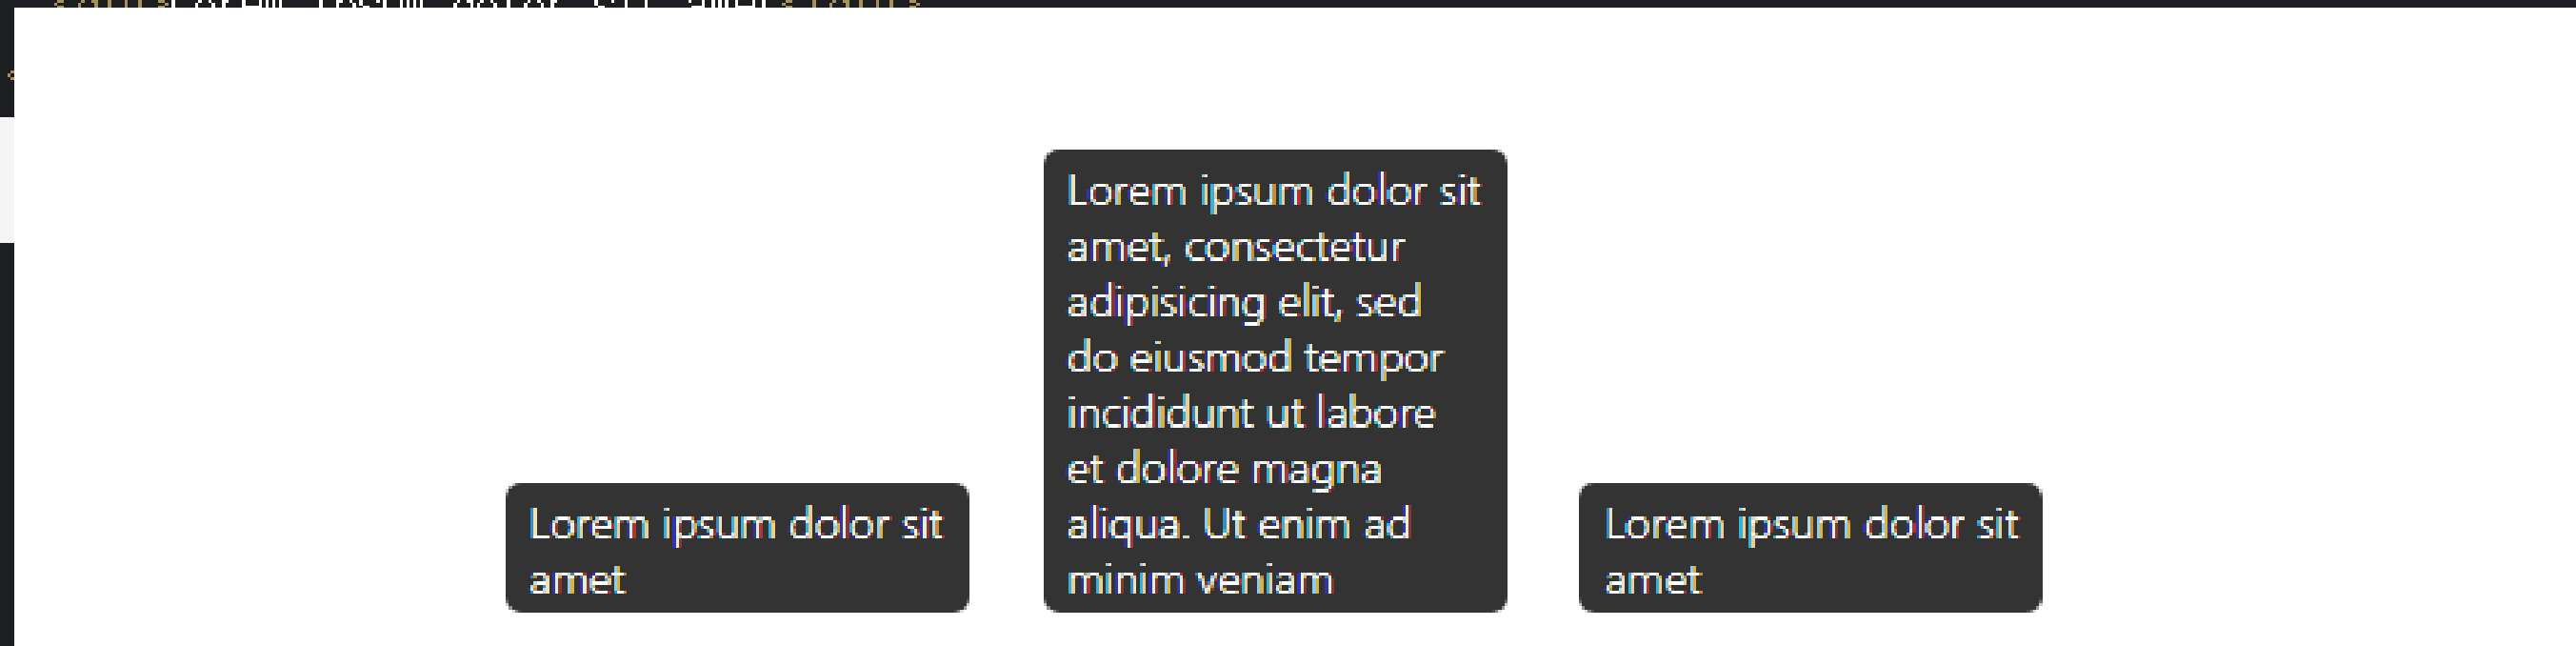 Lorem ipsum dolor sit
amet
Lorem ipsum dolor sit
amet, consectetur
adipisicing elit, sed
do eiusmod tempor
incididunt ut labore
et dolore magna
aliqua. Ut enim ad
minim veniam
Lorem ipsum dolor sit
amet